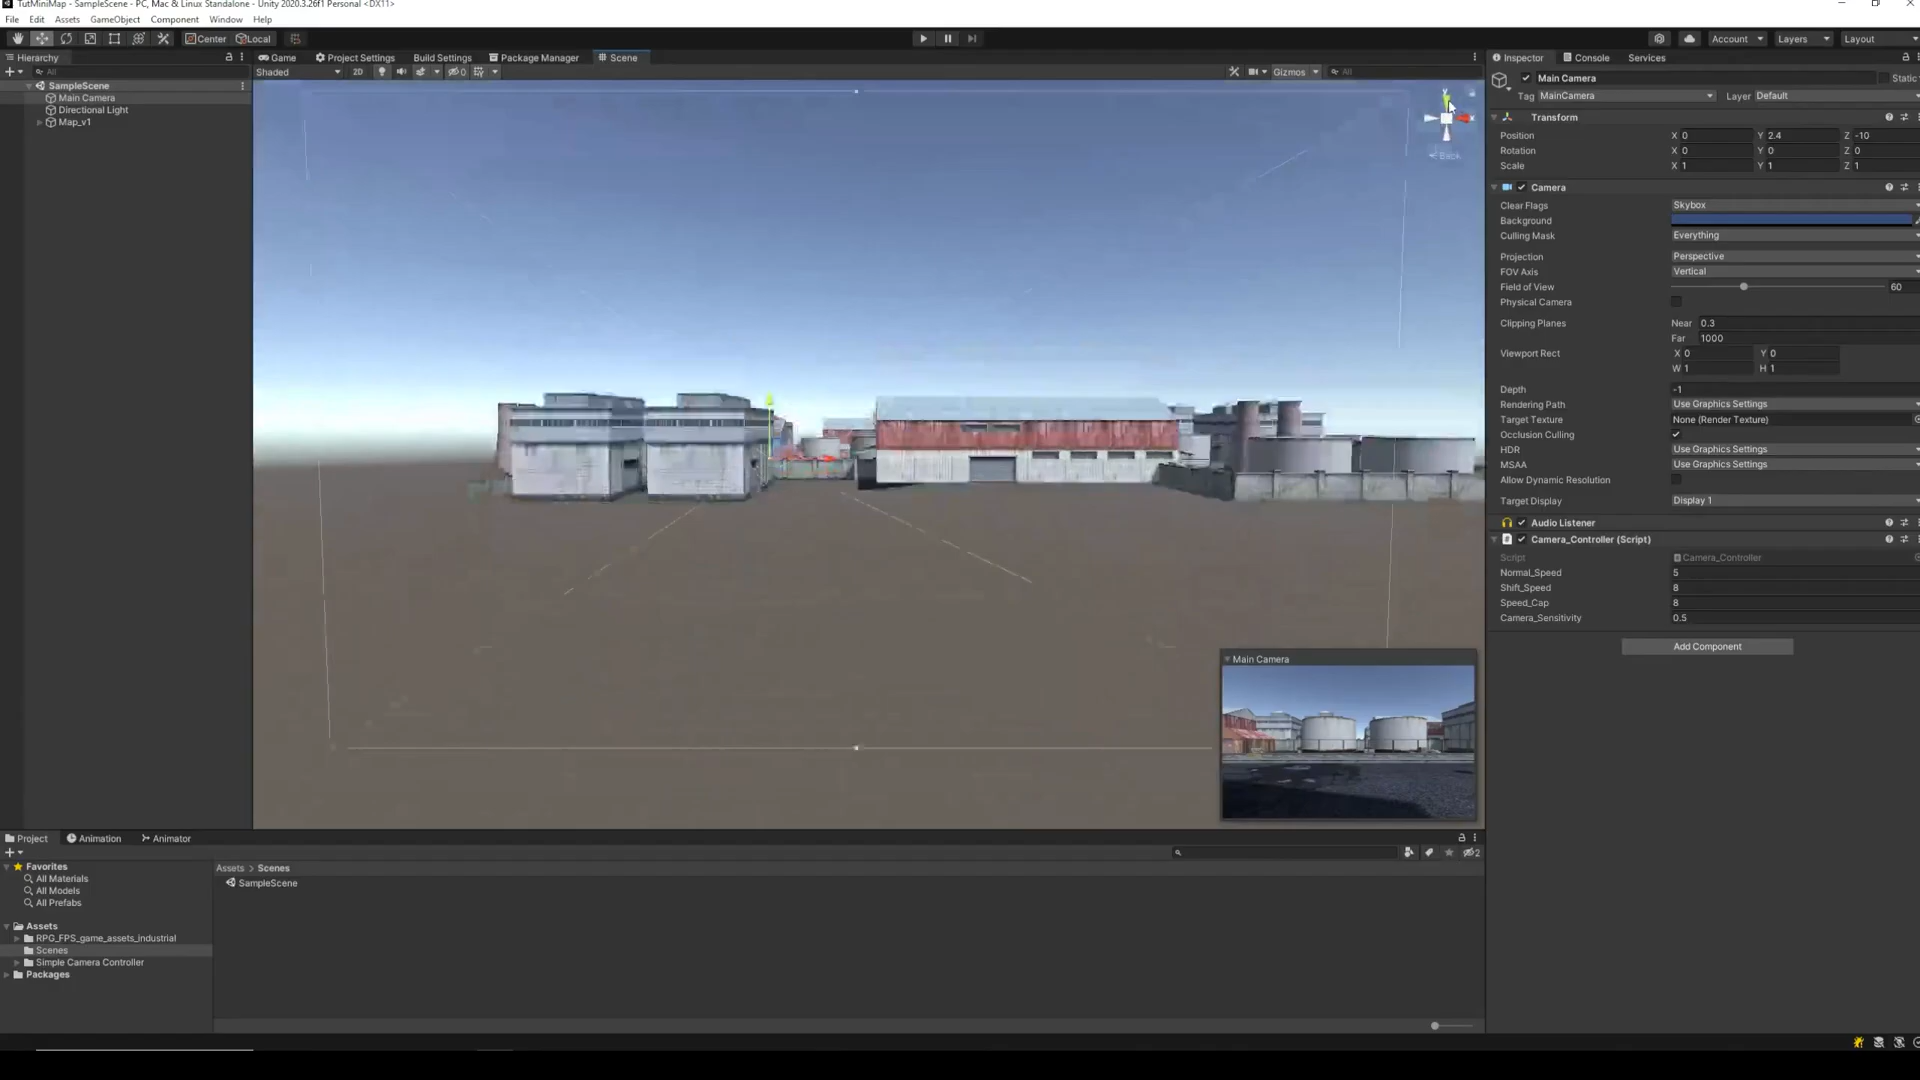 TutMiniMap - SampleScene - PC, Mac & Linux Standalone - Unity 2020.3.26f1 Personal <DX11>
File Edit Assets GameObject Component Window Help
Center Local Account Layers Layout
Hierarchy
All
SampleScene
Main Camera
Directional Light
Map_v1
Game Project Settings Build Settings Package Manager Scene
Shaded 2D 0 Gizmos All
Y
X
Back
Main Camera
Inspector Console Services
Main Camera Static
Tag MainCamera Layer Default
Transform
Position X 0 Y 2.4 Z -10
Rotation X 0 Y 0 Z 0
Scale X 1 Y 1 Z 1
Camera
Clear Flags Skybox
Background
Culling Mask Everything
Projection Perspective
FOV Axis Vertical
Field of View 60
Physical Camera
Clipping Planes Near 0.3
Far 1000
Viewport Rect X 0 Y 0
W 1 H 1
Depth -1
Rendering Path Use Graphics Settings
Target Texture None (Render Texture)
Occlusion Culling
HDR Use Graphics Settings
MSAA Use Graphics Settings
Allow Dynamic Resolution
Target Display Display 1
Audio Listener
Camera_Controller (Script)
Script Camera_Controller
Normal_Speed 5
Shift_Speed 8
Speed_Cap 8
Camera_Sensitivity 0.5
Add Component
Project Animation Animator
2
Favorites
All Materials
All Models
All Prefabs
Assets
RPG_FPS_game_assets_industrial
Scenes
Simple Camera Controller
Packages
Assets > Scenes
SampleScene